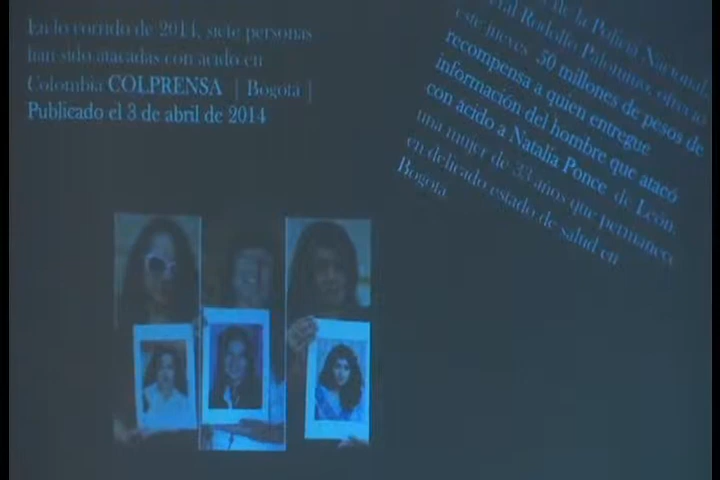 En lo corrido de 2014, siete personas
han sido atacadas con acido en
Colombia COLPRENSA | Bogotá |
Publicado el 3 de abril de 2014
de la Policía Nacional,
Rodolfo Palomino, ofreció
este jueves 50 millones de pesos de
recompensa a quien entregue
información del hombre que atacó
con acido a Natalia Ponce de León,
una mujer de 33 años que permanece
en delicado estado de salud en
Bogotá